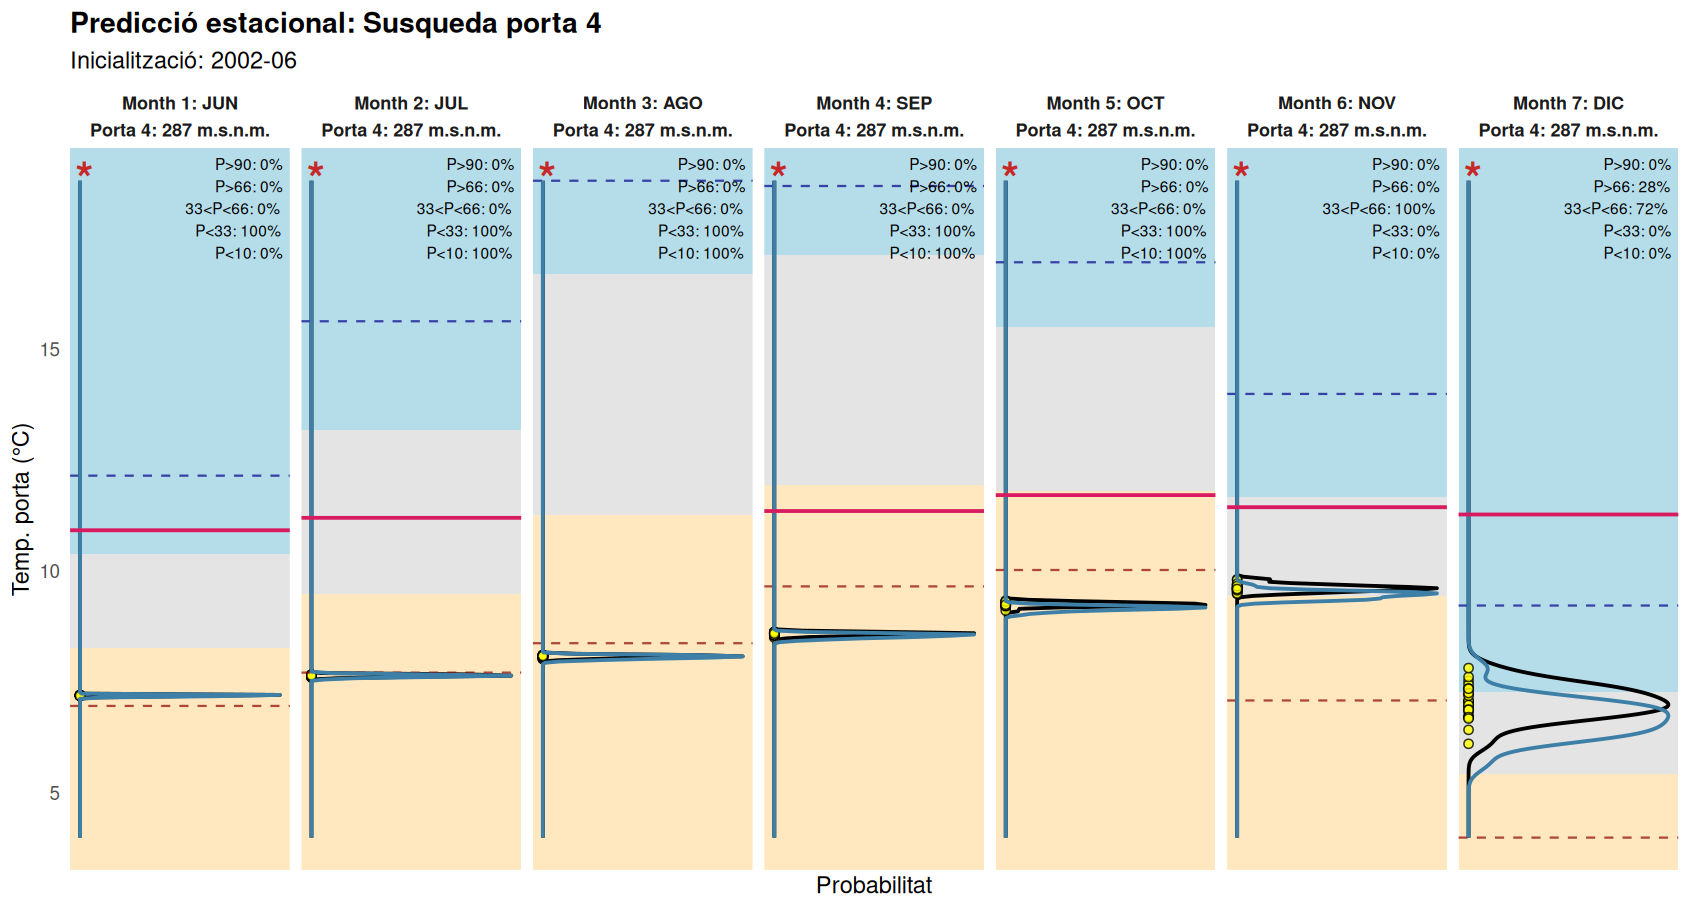 Predicció estacional: Susqueda porta 4
Inicialització: 2002-06
Month 1: JUN
Porta 4: 287 m.s.n.m.
Month 2: JUL
Porta 4: 287 m.s.n.m.
Month 3: AGO
Porta 4: 287 m.s.n.m.
Month 4: SEP
Porta 4: 287 m.s.n.m.
Month 5: OCT
Porta 4: 287 m.s.n.m.
Month 6: NOV
Porta 4: 287 m.s.n.m.
Month 7: DIC
Porta 4: 287 m.s.n.m.
*
P>90: 0%
P>66: 0%
33<P<66: 0%
P<33: 100%
P<10: 0%
*
P>90: 0%
P>66: 0%
33<P<66: 0%
P<33: 100%
P<10: 100%
*
P>90: 0%
P>66: 0%
33<P<66: 0%
P<33: 100%
P<10: 100%
*
P>90: 0%
P>66: 0%
33<P<66: 0%
P<33: 100%
P<10: 100%
*
P>90: 0%
P>66: 0%
33<P<66: 0%
P<33: 100%
P<10: 100%
*
P>90: 0%
P>66: 0%
33<P<66: 100%
P<33: 0%
P<10: 0%
*
P>90: 0%
P>66: 28%
33<P<66: 72%
P<33: 0%
P<10: 0%
15
10
5
Temp. porta (°C)
Probabilitat